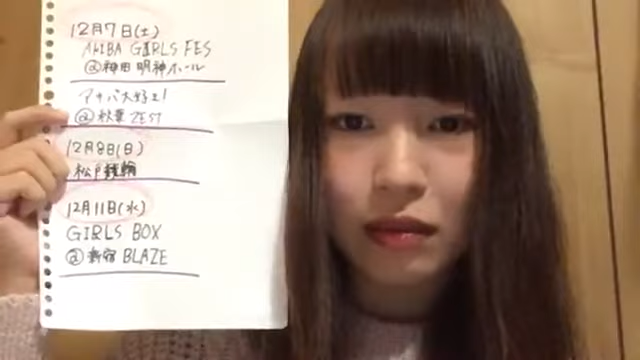 12月7日(土)
AKIBA GIRLS FES
@神田明神ホール
アキバ大好き!
@秋葉ZEST
12月8日(日)
松戸競輪
12月11日(水)
GIRLS BOX
@新宿BLAZE